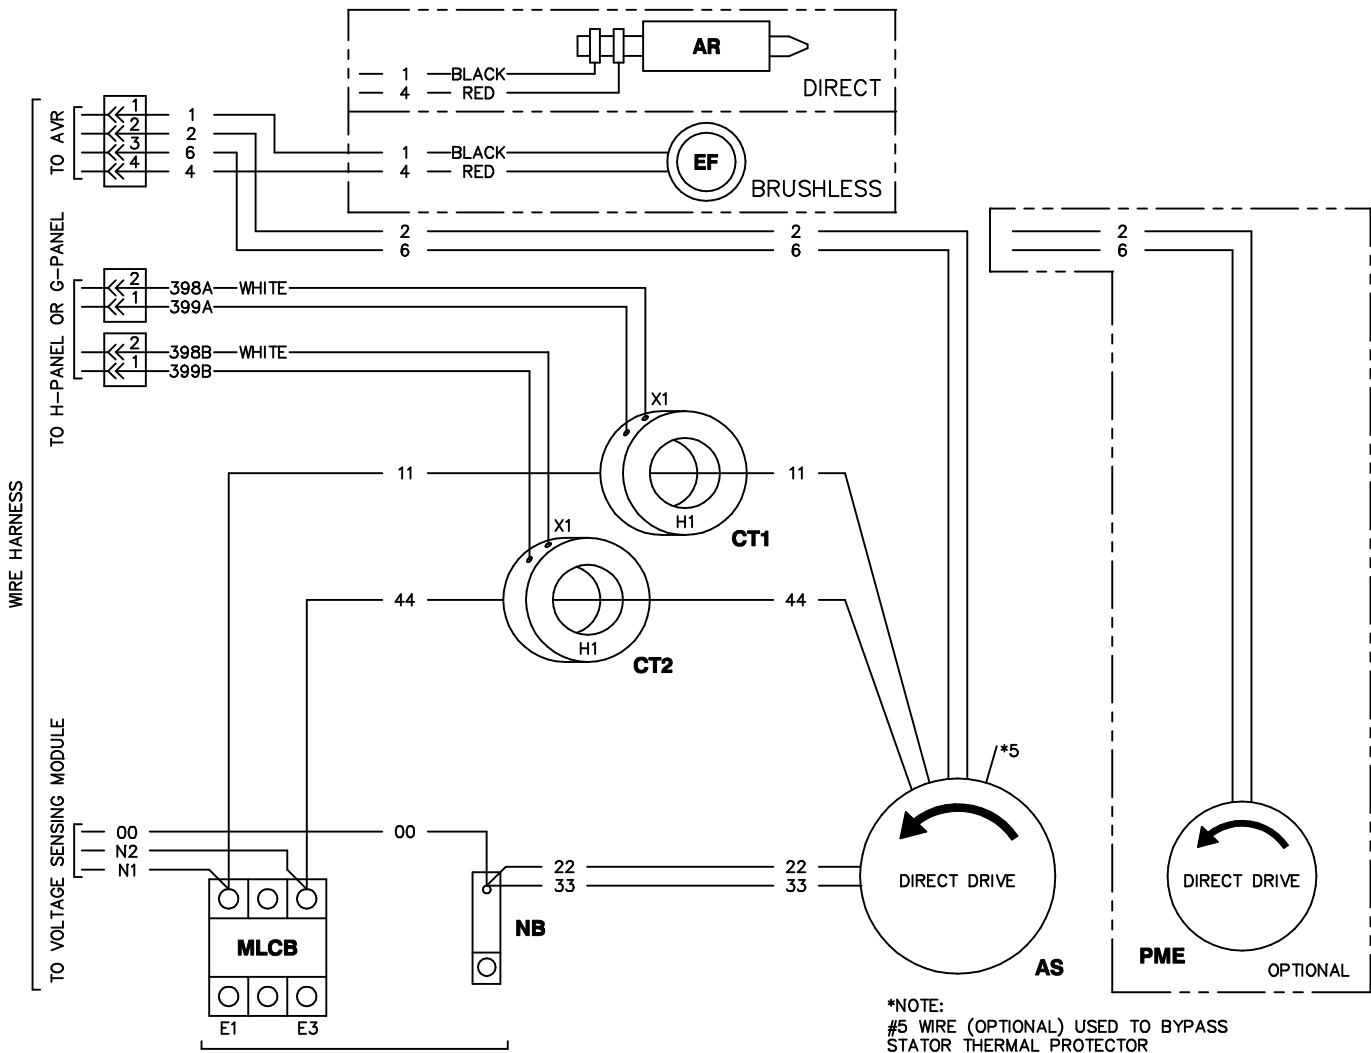 AR
1 BLACK
4 RED
DIRECT
TO AVR
1 1
2 2
3 6
4 4
1 BLACK
4 RED
EF
BRUSHLESS
2 2
6 6
2
6
TO H-PANEL OR G-PANEL
2 398A WHITE
1 399A
2 398B WHITE
1 399B
X1
11 11
H1
CT1
X1
44 44
H1
CT2
WIRE HARNESS
TO VOLTAGE SENSING MODULE
*5
00 00
N2
N1
22 22
33 33
DIRECT DRIVE
DIRECT DRIVE
MLCB
NB
AS
PME
OPTIONAL
E1 E3
*NOTE:
#5 WIRE (OPTIONAL) USED TO BYPASS
STATOR THERMAL PROTECTOR